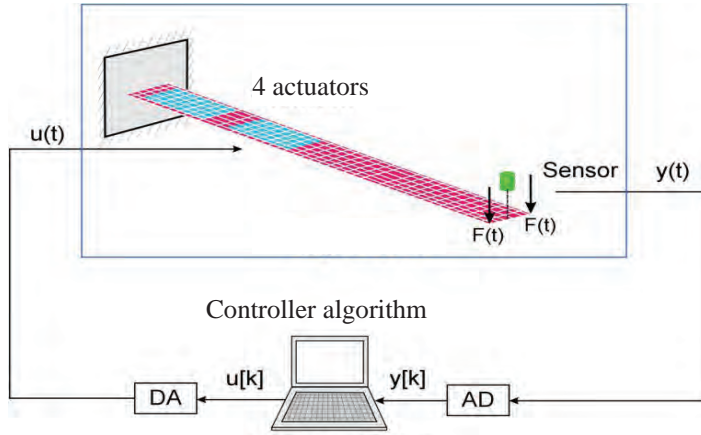 4 actuators
u(t)
Sensor
y(t)
F(t)
F(t)
Controller algorithm
u[k]
y[k]
DA
AD